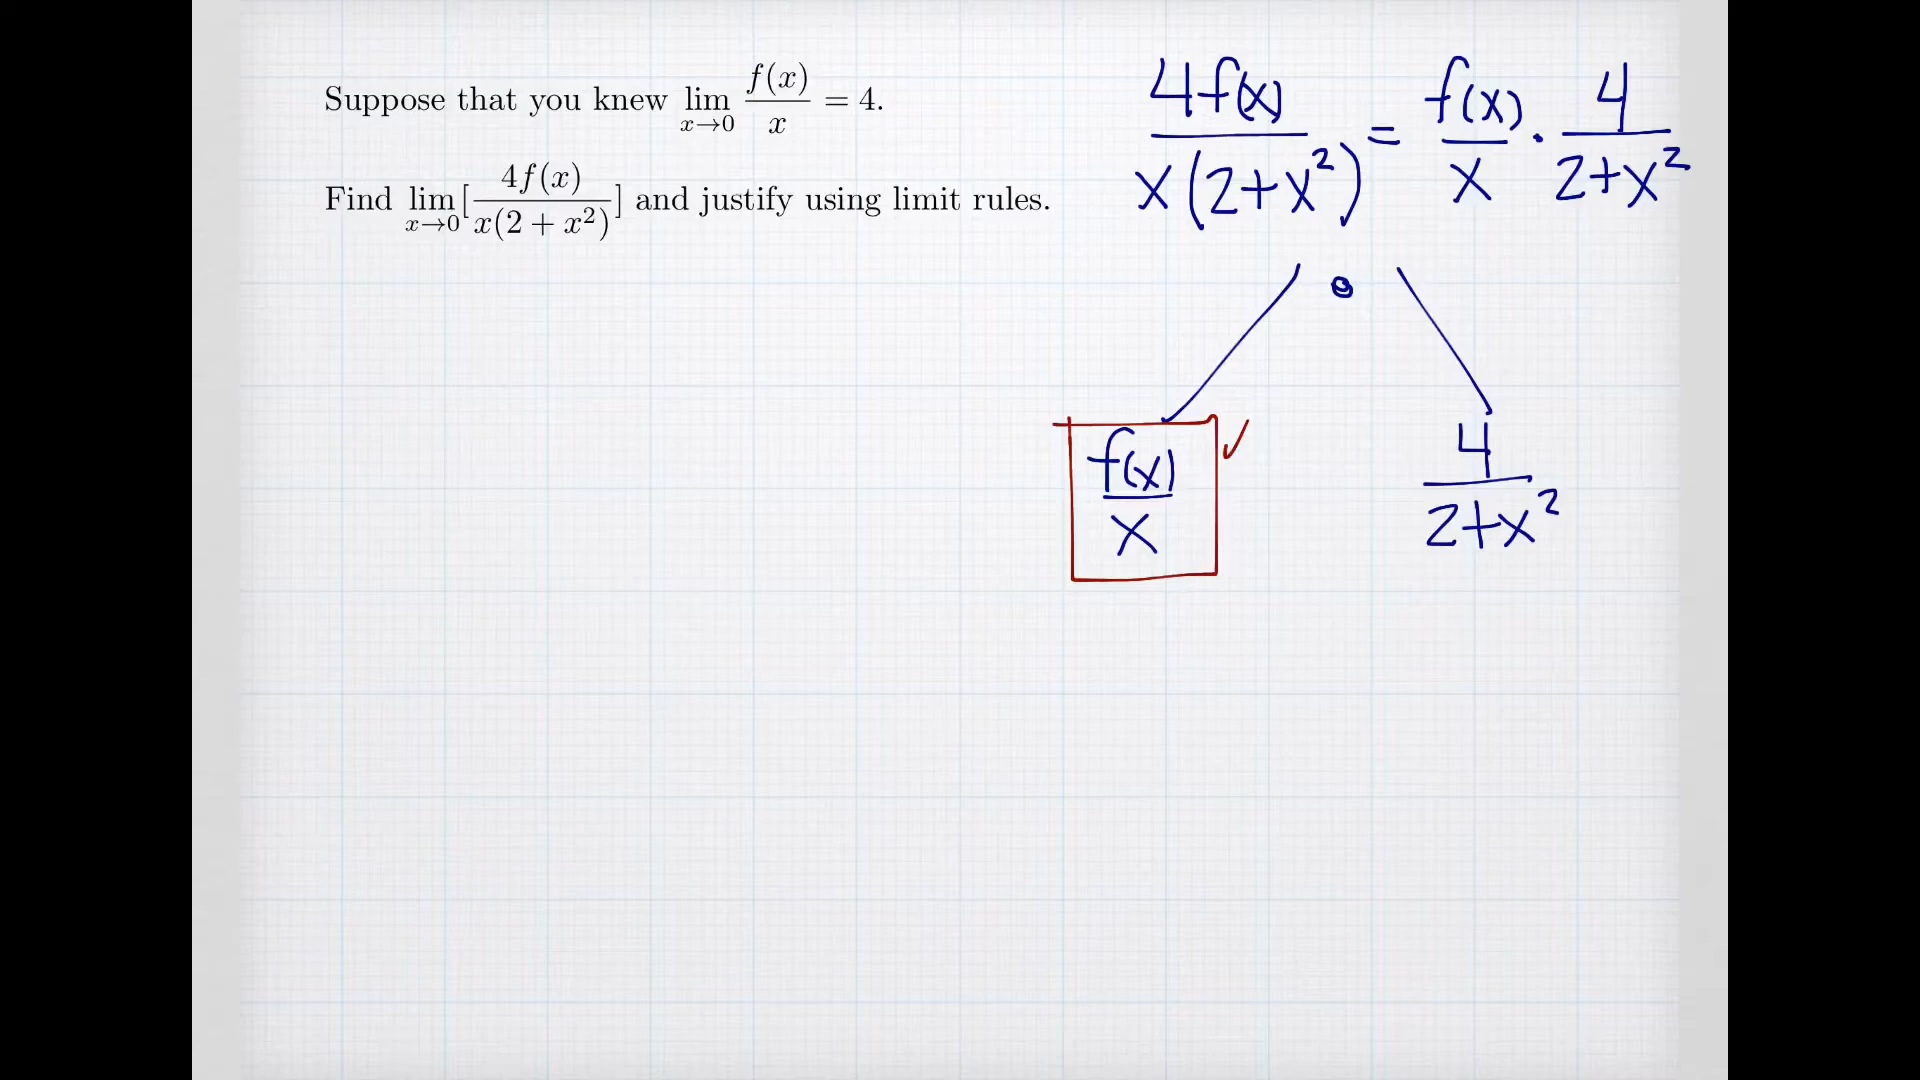 Suppose that you knew lim_{x→0} f(x)/x = 4.
Find lim_{x→0} [4f(x)/(x(2 + x²))] and justify using limit rules.
4f(x)/(x(2+x²)) = f(x)/x · 4/(2+x²)
•
f(x)/x ✓ 4/(2+x²)